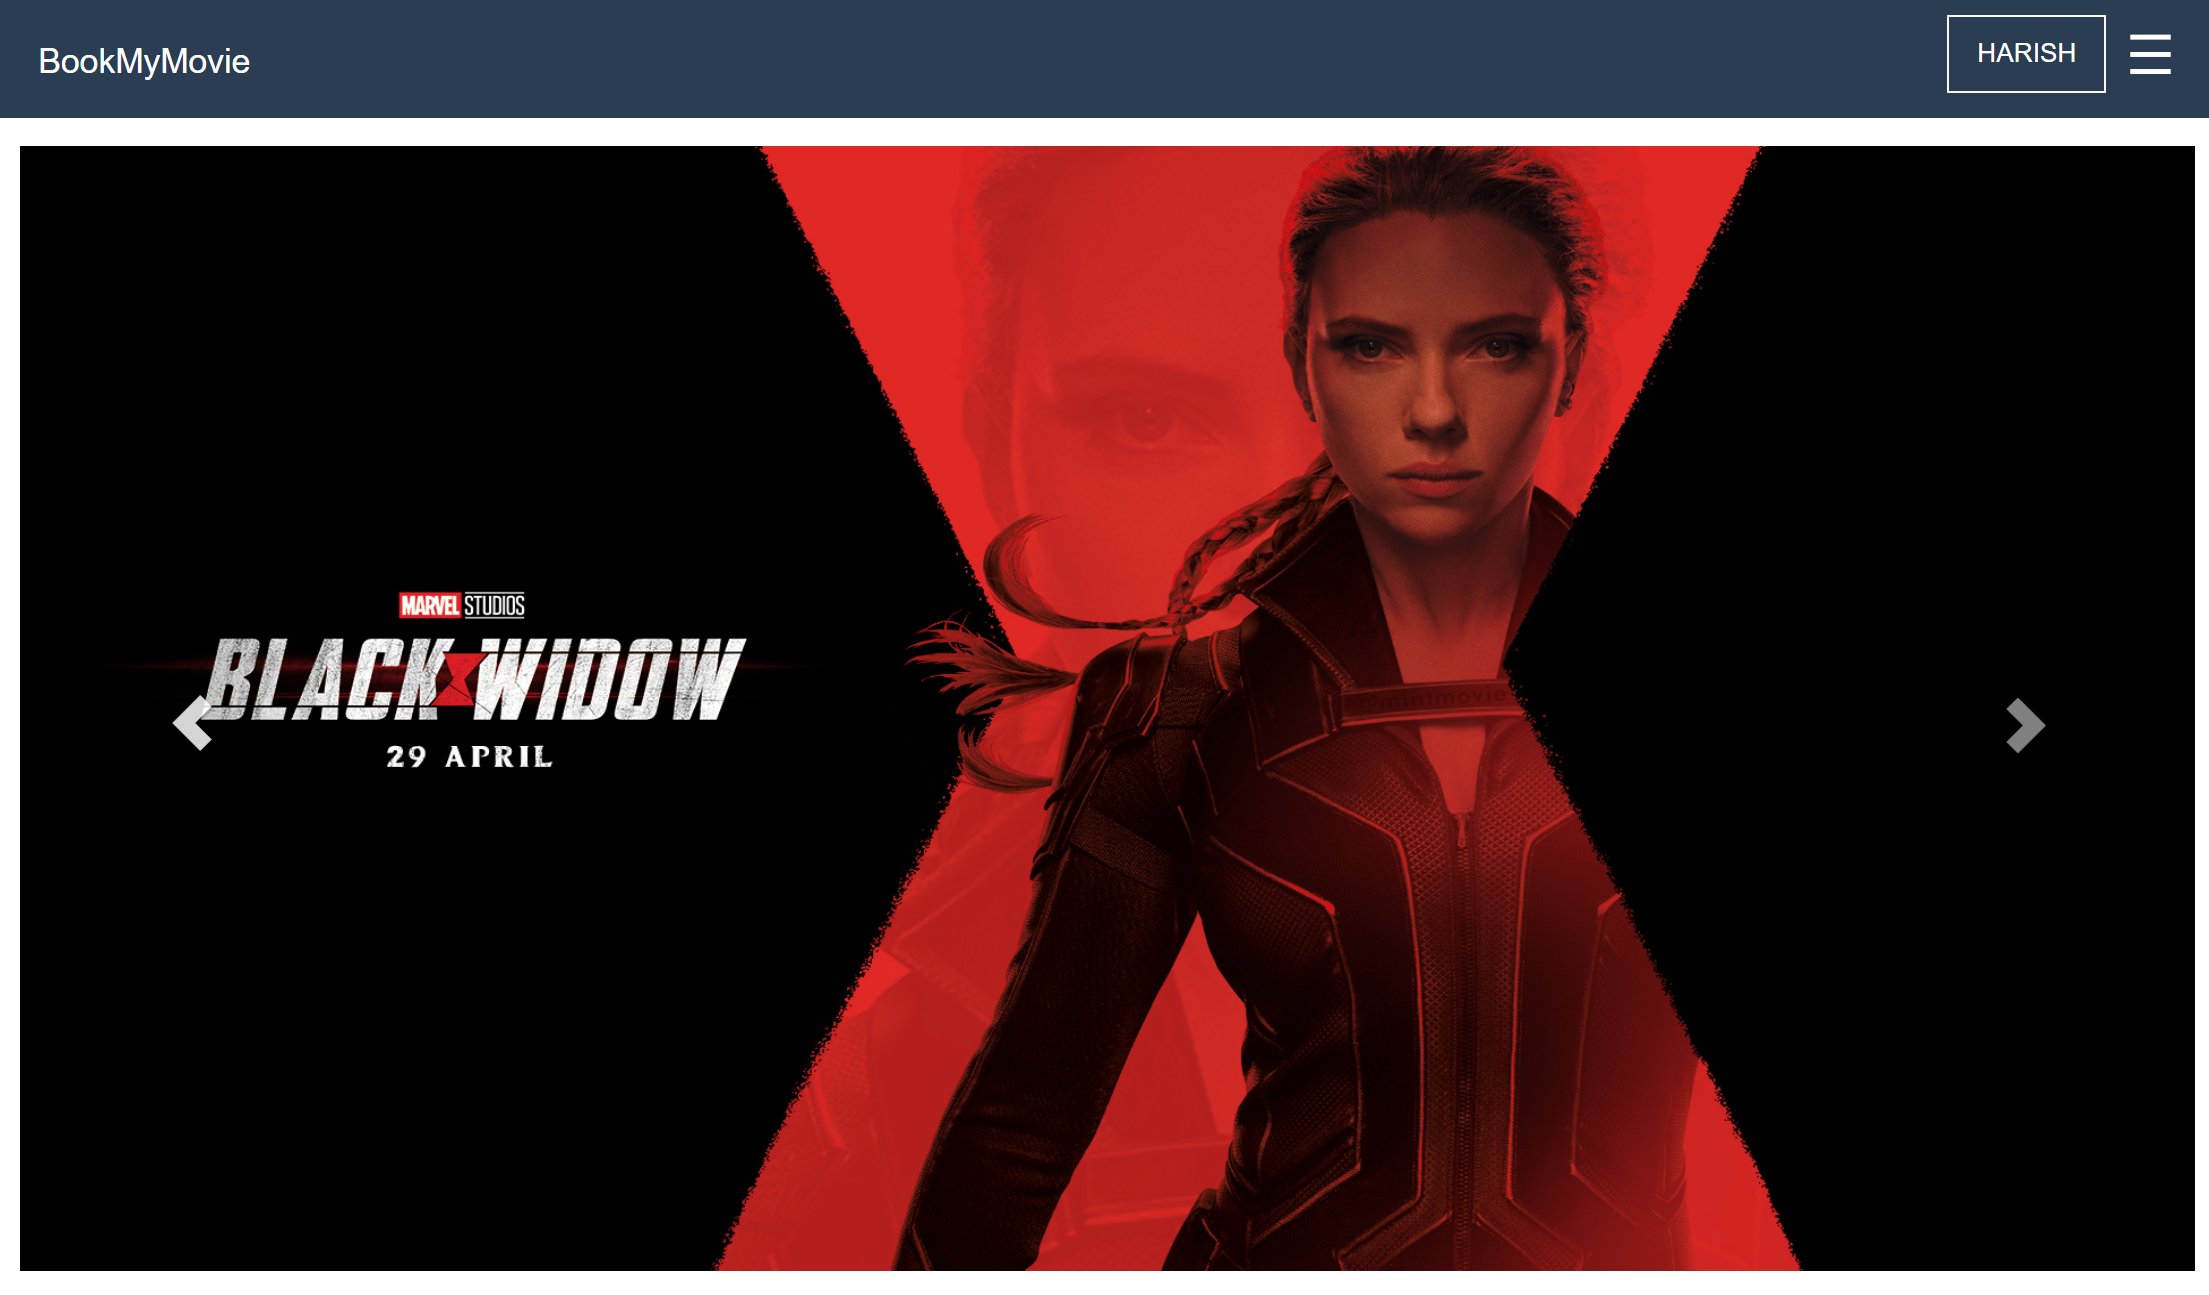 BookMyMovie
HARISH
MARVEL STUDIOS
BLACK WIDOW
29 APRIL